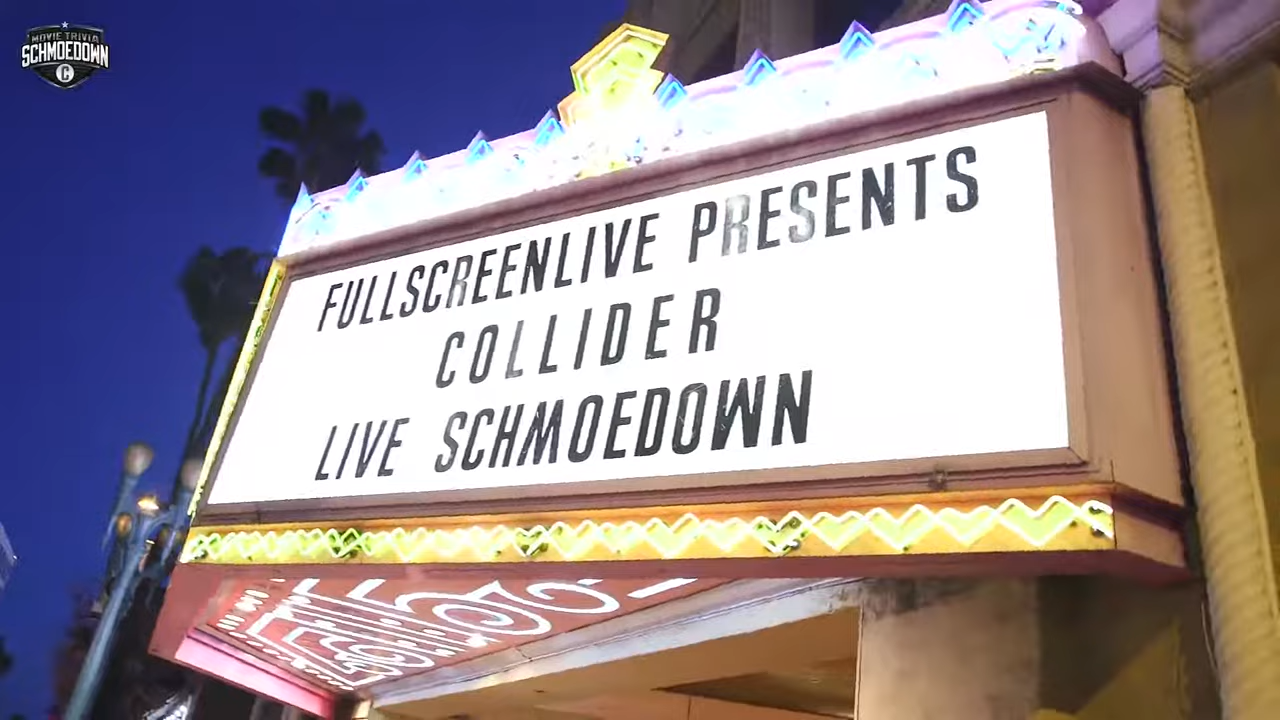 MOVIE TRIVIA
SCHMOEDOWN
C
FULLSCREENLIVE PRESENTS
COLLIDER
LIVE SCHMOEDOWN